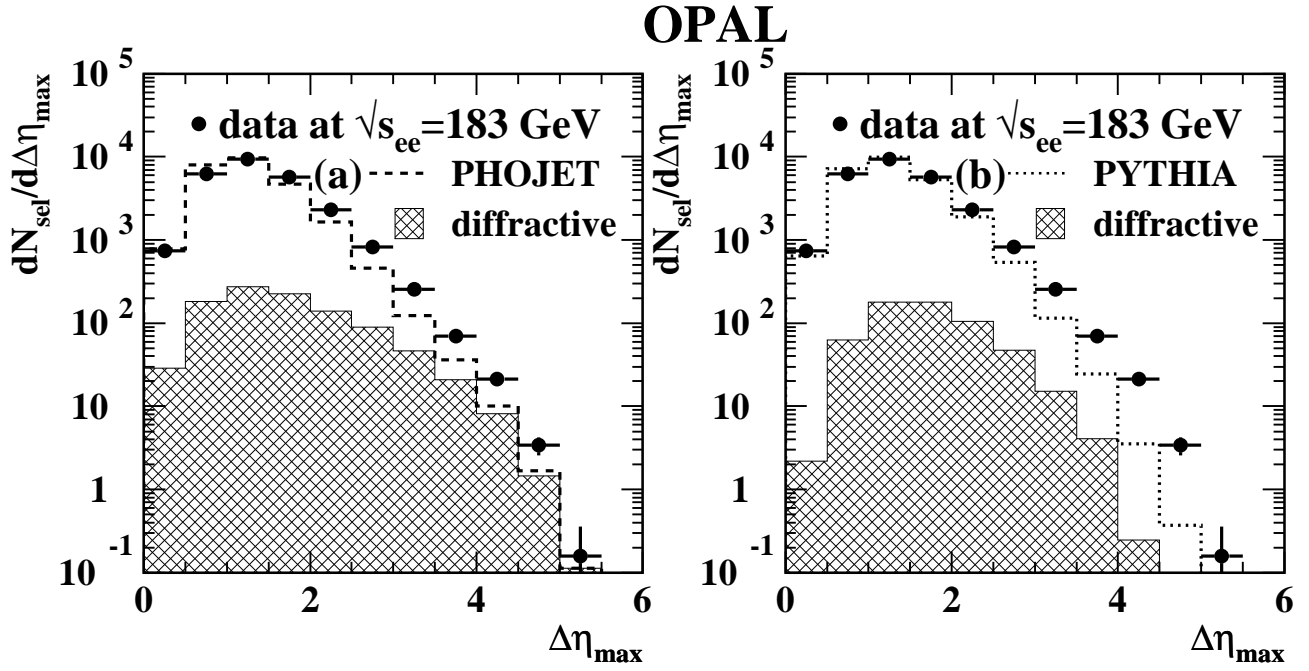 OPAL
dN_sel/dΔη_max
10^5
10^4
10^3
10^2
10
1
10^-1
data at √s_ee=183 GeV
(a) PHOJET
diffractive
0 2 4 6
Δη_max
dN_sel/dΔη_max
10^5
10^4
10^3
10^2
10
1
10^-1
data at √s_ee=183 GeV
(b) PYTHIA
diffractive
0 2 4 6
Δη_max